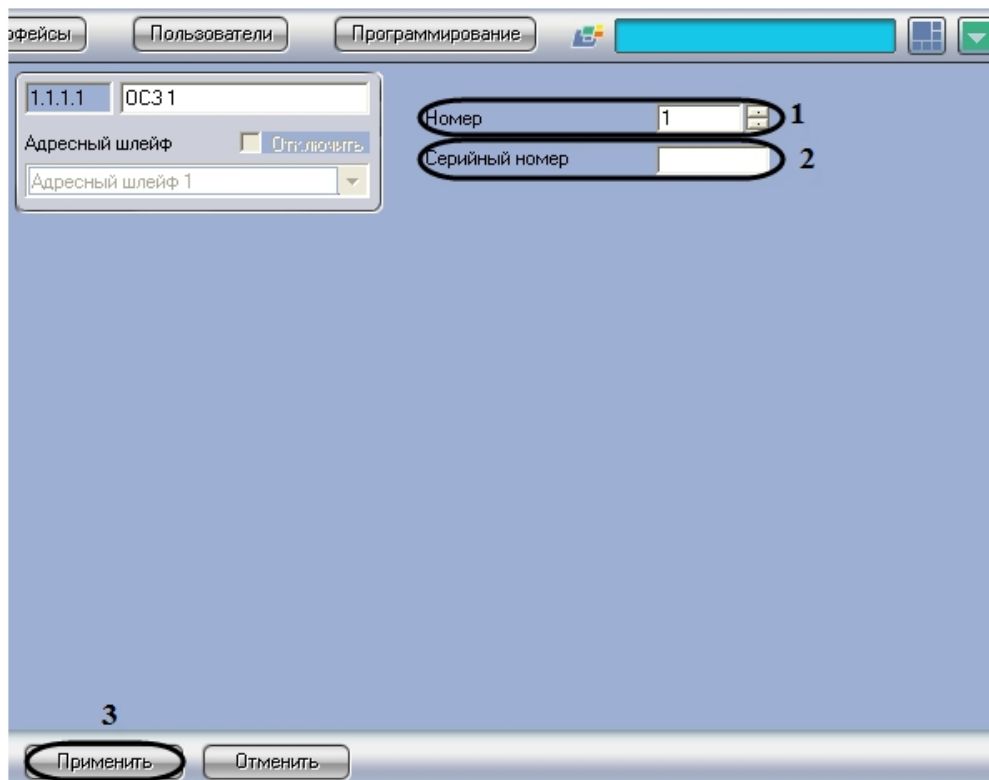 рфейсы Пользователи Программирование
1.1.1.1 ОСЗ 1
Адресный шлейф Отключить
Адресный шлейф 1
Номер 1 1
Серийный номер 2
3
Применить Отменить